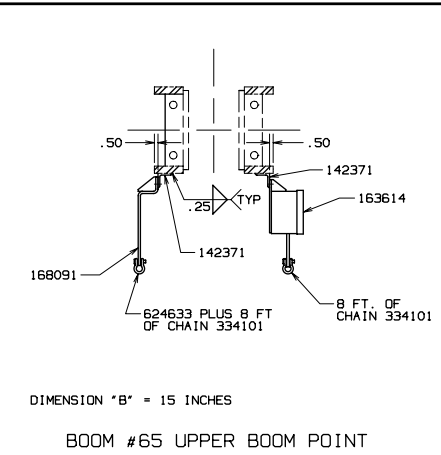 .50
.50
142371
.25
TYP
163614
142371
168091
624633 PLUS 8 FT
OF CHAIN 334101
8 FT. OF
CHAIN 334101
DIMENSION "B" = 15 INCHES
BOOM #65 UPPER BOOM POINT